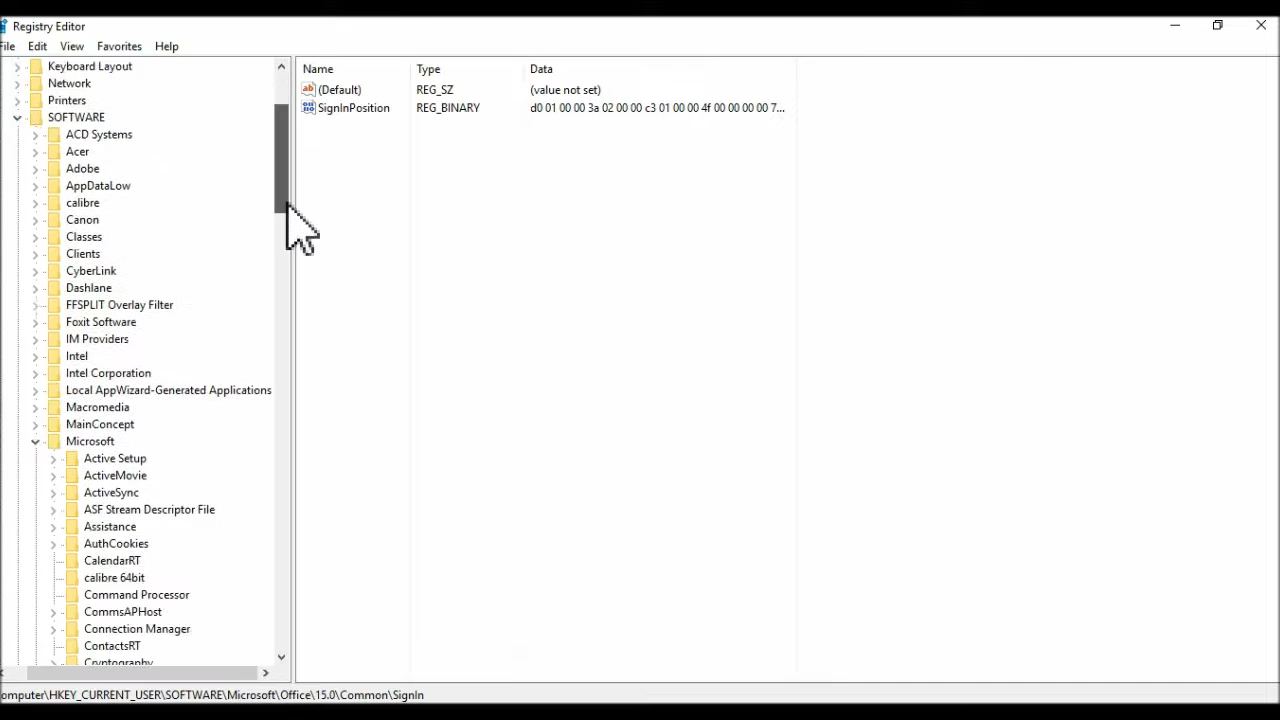 Registry Editor
File Edit View Favorites Help
Keyboard Layout
Network
Printers
SOFTWARE
ACD Systems
Acer
Adobe
AppDataLow
calibre
Canon
Classes
Clients
CyberLink
Dashlane
FFSPLIT Overlay Filter
Foxit Software
IM Providers
Intel
Intel Corporation
Local AppWizard-Generated Applications
Macromedia
MainConcept
Microsoft
Active Setup
ActiveMovie
ActiveSync
ASF Stream Descriptor File
Assistance
AuthCookies
CalendarRT
calibre 64bit
Command Processor
CommsAPHost
Connection Manager
ContactsRT
Cryptography
Name Type Data
(Default) REG_SZ (value not set)
SignInPosition REG_BINARY d0 01 00 00 3a 02 00 00 c3 01 00 00 4f 00 00 00 00 7...
omputer\HKEY_CURRENT_USER\SOFTWARE\Microsoft\Office\15.0\Common\SignIn